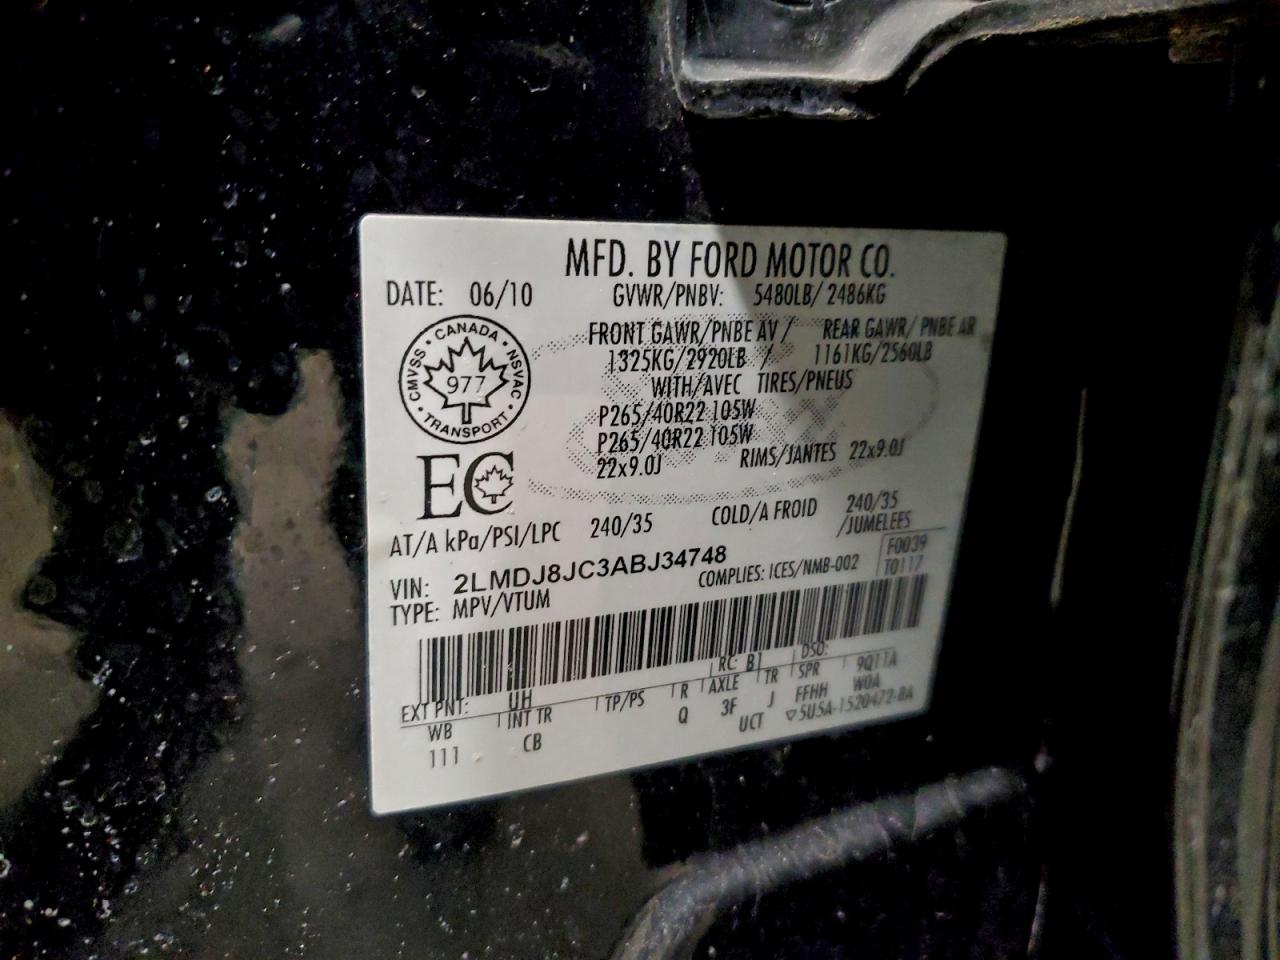 MFD. BY FORD MOTOR CO.
DATE: 06/10 GVWR/PNBV: 5480LB/2486KG
FRONT GAWR/PNBE AV / REAR GAWR/ PNBE AR
1325KG/2920LB / 1161KG/2560LB
WITH/AVEC TIRES/PNEUS
P265/40R22 105W
P265/40R22 105W
22x9.0J RIMS/JANTES 22x9.0J
CANADA
CMVSS NSVAC
977
TRANSPORT
EC
AT/A kPa/PSI/LPC 240/35 COLD/A FROID 240/35
/JUMELEES
VIN: 2LMDJ8JC3ABJ34748 COMPLIES: ICES/NMB-002 F0039
TYPE: MPV/VTUM T0117
EXT PNT: UH RC: B1 DSO:
WB INT TR TP/PS R AXLE TR SPR 9Q11A
111 CB Q 3F J FFHH WOA
UCT ▽5U5A-1520472-BA